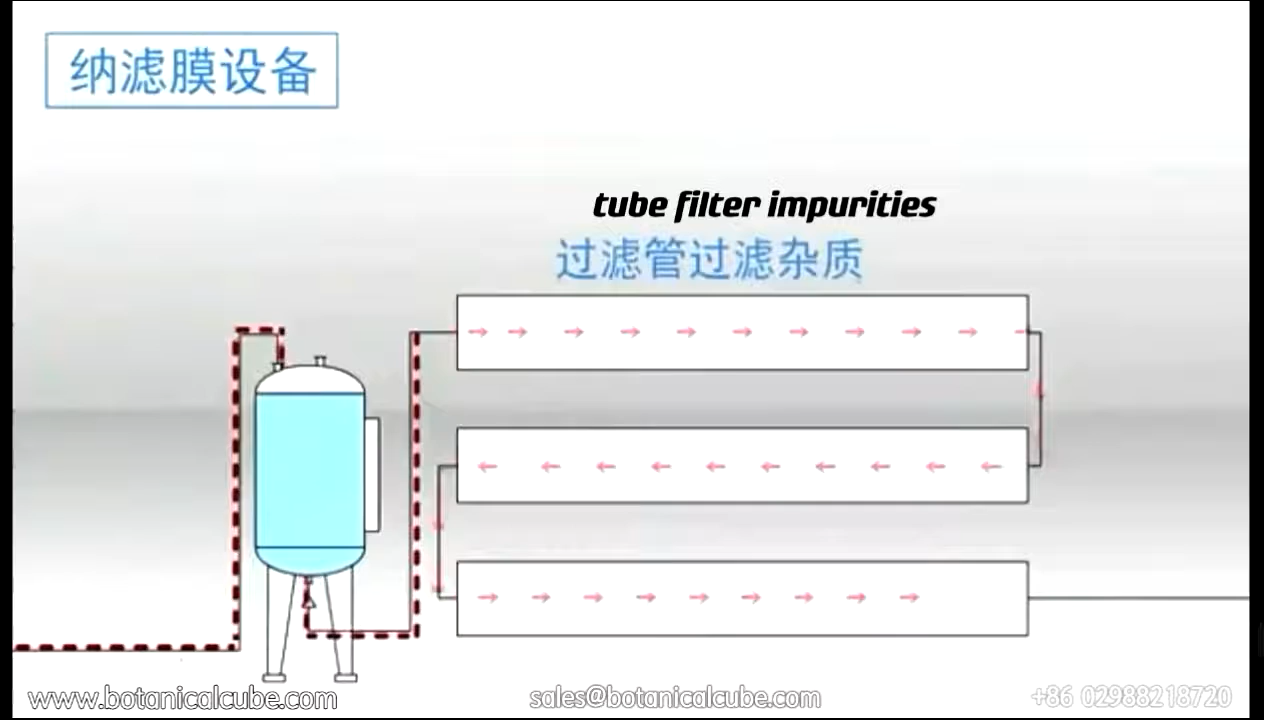 纳滤膜设备
tube filter impurities
过滤管过滤杂质
www.botanicalcube.com
sales@botanicalcube.com
+86 02988218720